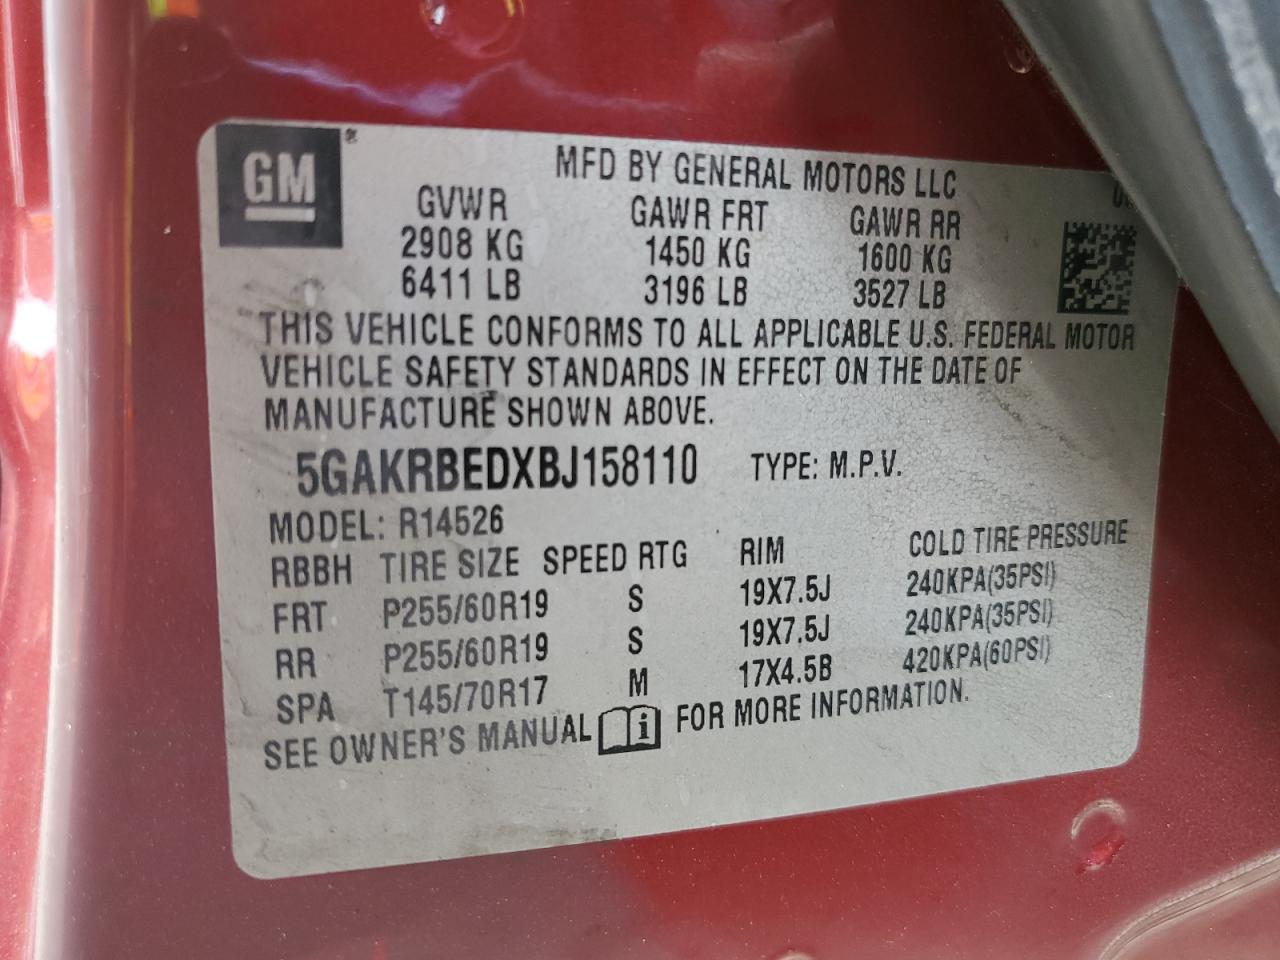 GM ®
MFD BY GENERAL MOTORS LLC
GVWR GAWR FRT GAWR RR
2908 KG 1450 KG 1600 KG
6411 LB 3196 LB 3527 LB
THIS VEHICLE CONFORMS TO ALL APPLICABLE U.S. FEDERAL MOTOR
VEHICLE SAFETY STANDARDS IN EFFECT ON THE DATE OF
MANUFACTURE SHOWN ABOVE.
5GAKRBEDXBJ158110 TYPE: M.P.V.
MODEL: R14526
RBBH TIRE SIZE SPEED RTG RIM COLD TIRE PRESSURE
FRT P255/60R19 S 19X7.5J 240KPA(35PSI)
RR P255/60R19 S 19X7.5J 240KPA(35PSI)
SPA T145/70R17 M 17X4.5B 420KPA(60PSI)
SEE OWNER'S MANUAL i FOR MORE INFORMATION.